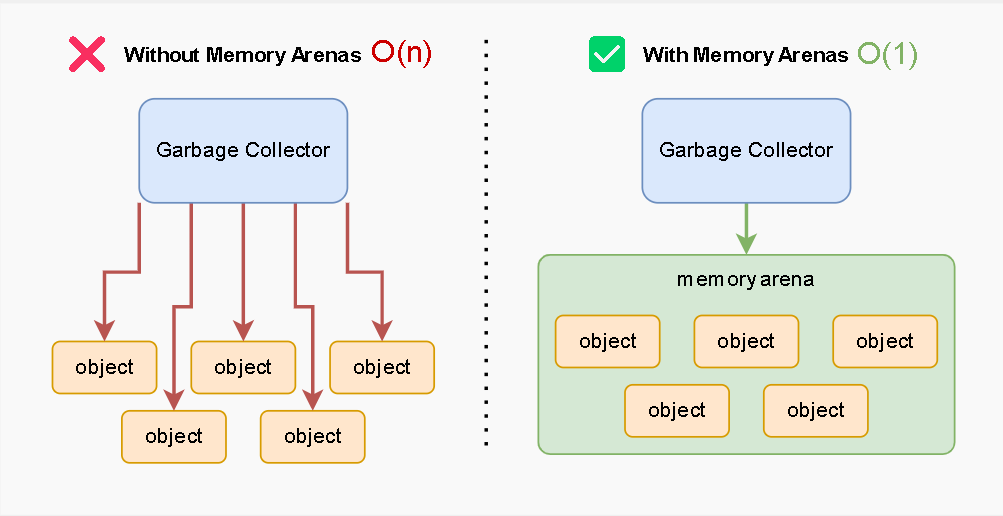 Without Memory Arenas O(n)
Garbage Collector
object
object
object
object
object
With Memory Arenas O(1)
Garbage Collector
memory arena
object
object
object
object
object